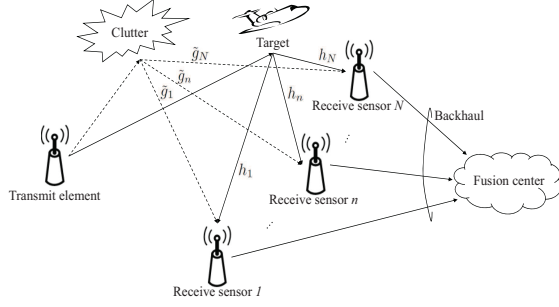 Clutter
Target
g̃_N
h_N
g̃_n
g̃_1
h_n
Receive sensor N
Backhaul
Transmit element
h_1
Receive sensor n
Fusion center
Receive sensor 1